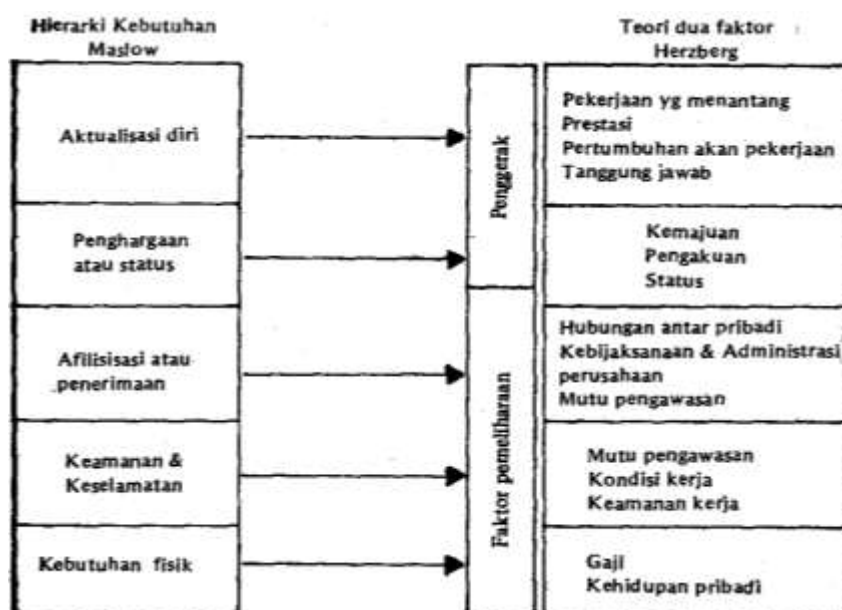 Hierarki Kebutuhan
Maslow
Teori dua faktor
Herzberg
Aktualisasi diri
Penghargaan
atau status
Afilisisasi atau
penerimaan
Keamanan &
Keselamatan
Kebutuhan fisik
Penggerak
Faktor pemeliharaan
Pekerjaan yg menantang
Prestasi
Pertumbuhan akan pekerjaan
Tanggung jawab
Kemajuan
Pengakuan
Status
Hubungan antar pribadi
Kebijaksanaan & Administrasi
perusahaan
Mutu pengawasan
Mutu pengawasan
Kondisi kerja
Keamanan kerja
Gaji
Kehidupan pribadi